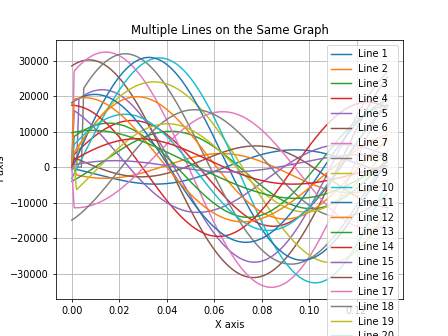 Multiple Lines on the Same Graph
30000
20000
10000
0
−10000
−20000
−30000
0.00
0.02
0.04
0.06
0.08
0.10
X axis
Line 1
Line 2
Line 3
Line 4
Line 5
Line 6
Line 7
Line 8
Line 9
Line 10
Line 11
Line 12
Line 13
Line 14
Line 15
Line 16
Line 17
Line 18
Line 19
Line 20